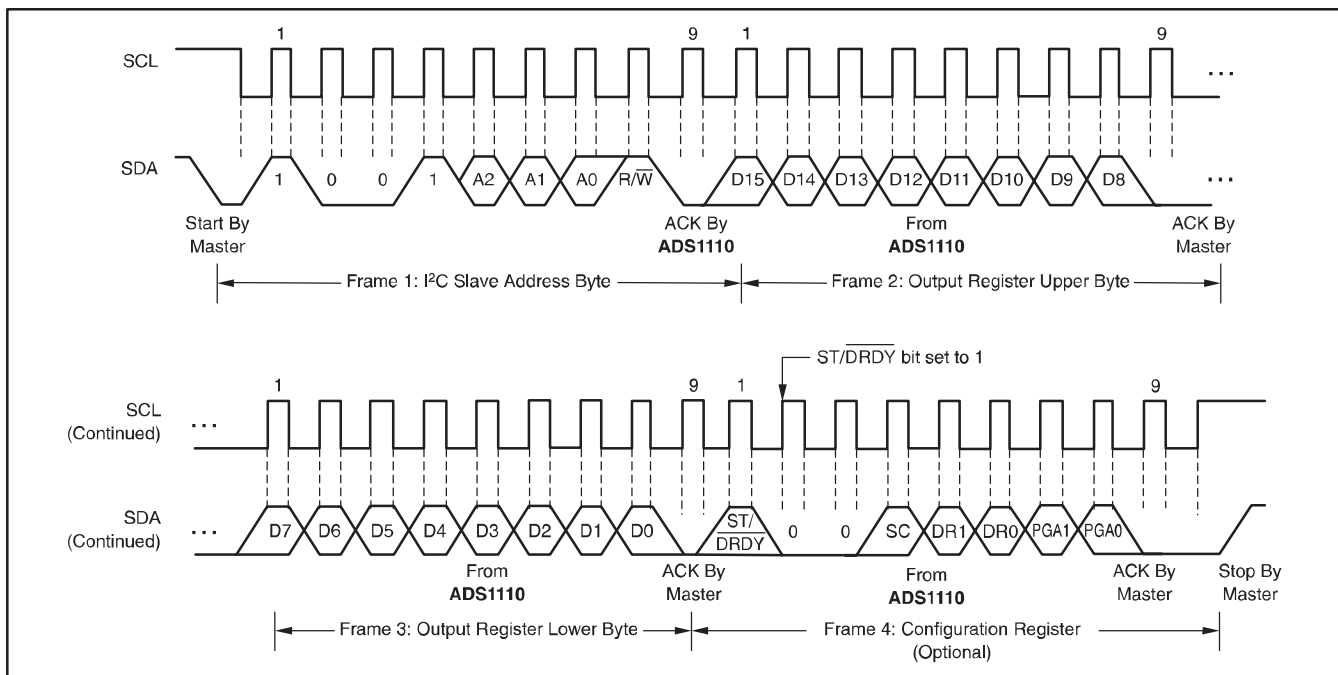 1 9 1 9
SCL ...
SDA 1 0 0 1 A2 A1 A0 R/W̅ D15 D14 D13 D12 D11 D10 D9 D8 ...
Start By
Master
ACK By
ADS1110
From
ADS1110
ACK By
Master
Frame 1: I²C Slave Address Byte
Frame 2: Output Register Upper Byte
ST/D̅R̅D̅Y̅ bit set to 1
1 9 1 9
SCL
(Continued)
...
SDA
(Continued)
... D7 D6 D5 D4 D3 D2 D1 D0 ST/
D̅R̅D̅Y̅ 0 0 SC DR1 DR0 PGA1 PGA0
From
ADS1110
ACK By
Master
From
ADS1110
ACK By
Master
Stop By
Master
Frame 3: Output Register Lower Byte
Frame 4: Configuration Register
(Optional)